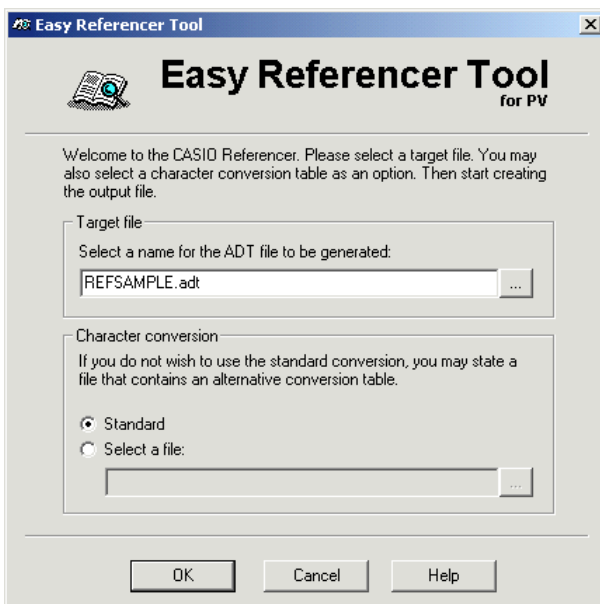 Easy Referencer Tool
Easy Referencer Tool
for PV
Welcome to the CASIO Referencer. Please select a target file. You may
also select a character conversion table as an option. Then start creating
the output file.
Target file
Select a name for the ADT file to be generated:
REFSAMPLE.adt
...
Character conversion
If you do not wish to use the standard conversion, you may state a
file that contains an alternative conversion table.
Standard
Select a file:
...
OK Cancel Help